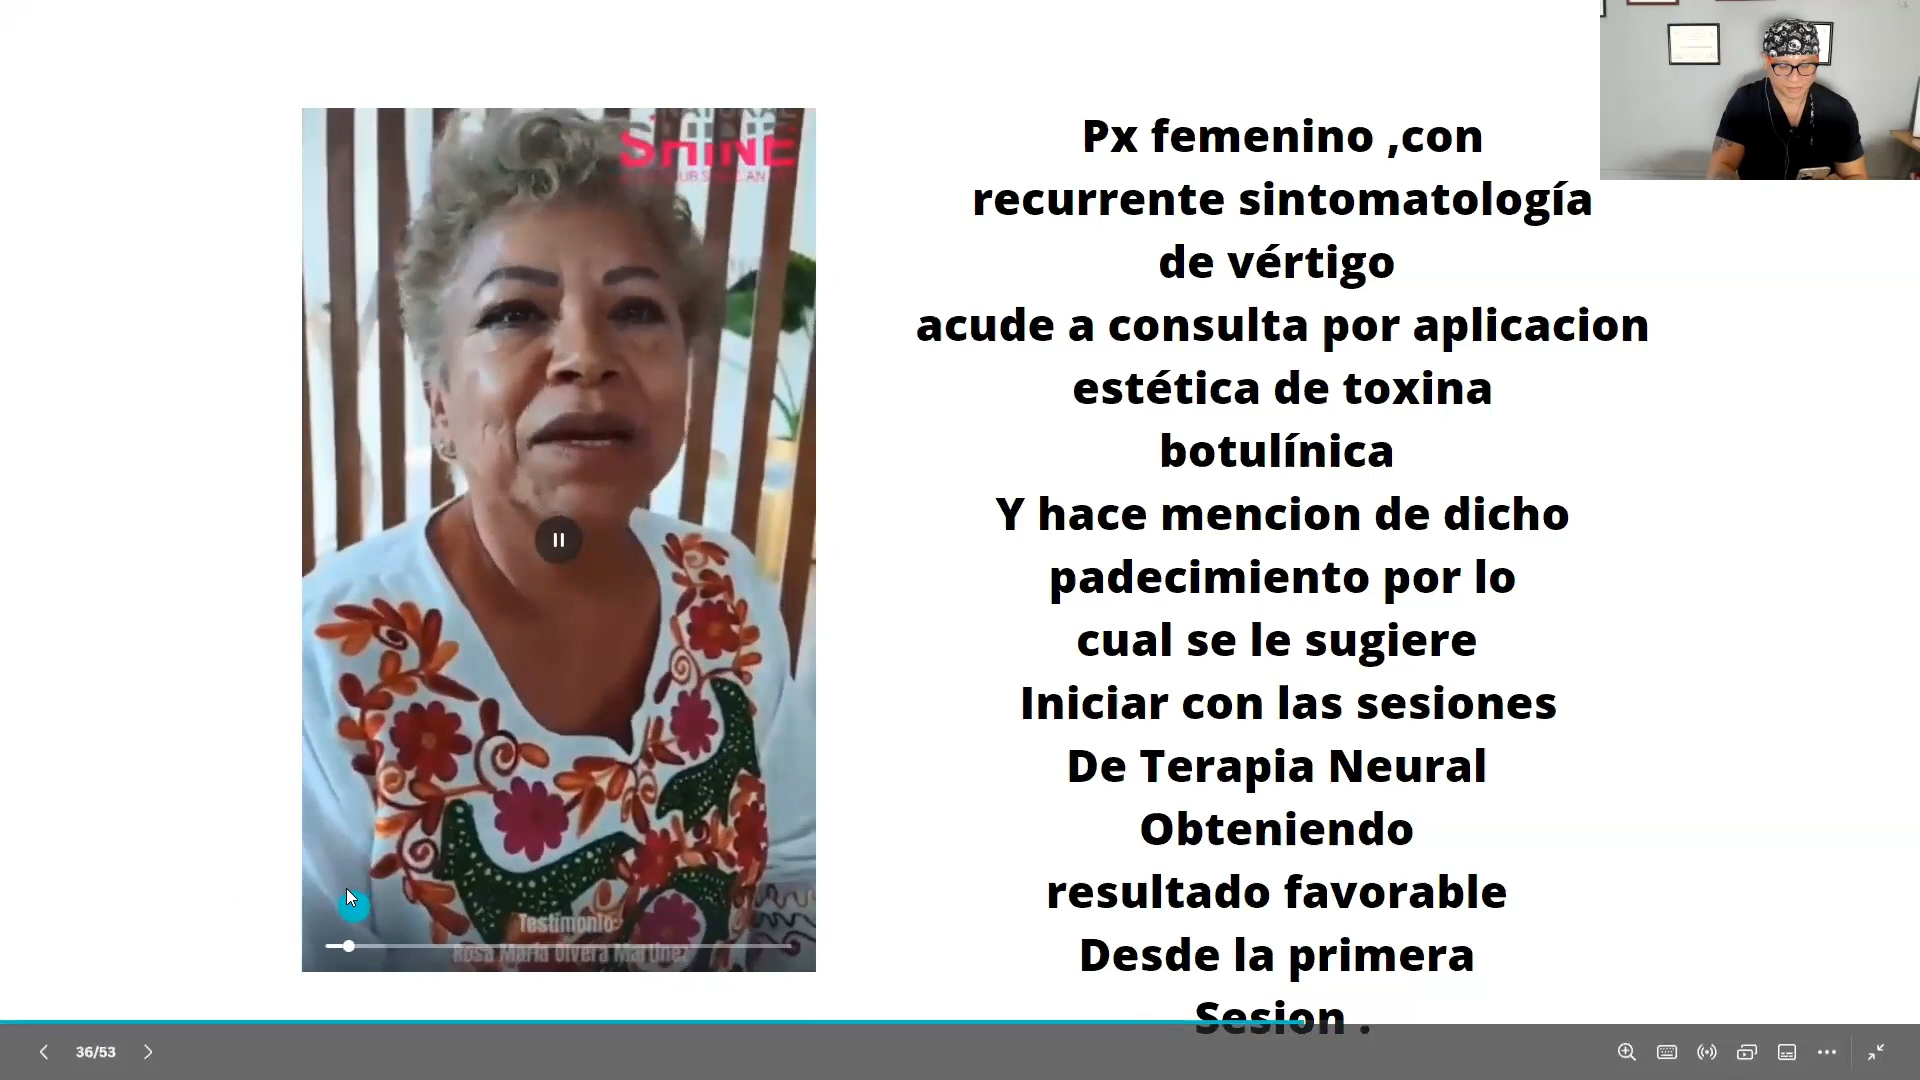 SHINE
Testimonio
Rosa María Olvera Martínez
Px femenino ,con
recurrente sintomatología
de vértigo
acude a consulta por aplicacion
estética de toxina
botulínica
Y hace mencion de dicho
padecimiento por lo
cual se le sugiere
Iniciar con las sesiones
De Terapia Neural
Obteniendo
resultado favorable
Desde la primera
Sesion .
36/53